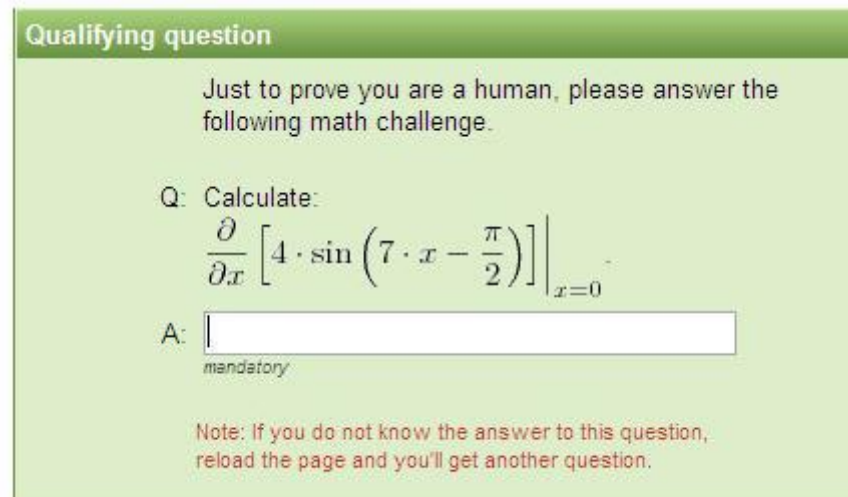 Qualifying question
Just to prove you are a human, please answer the
following math challenge.
Q: Calculate:
∂/∂x [4 · sin (7 · x − π/2)]|x=0 .
A:
mandatory
Note: If you do not know the answer to this question,
reload the page and you'll get another question.